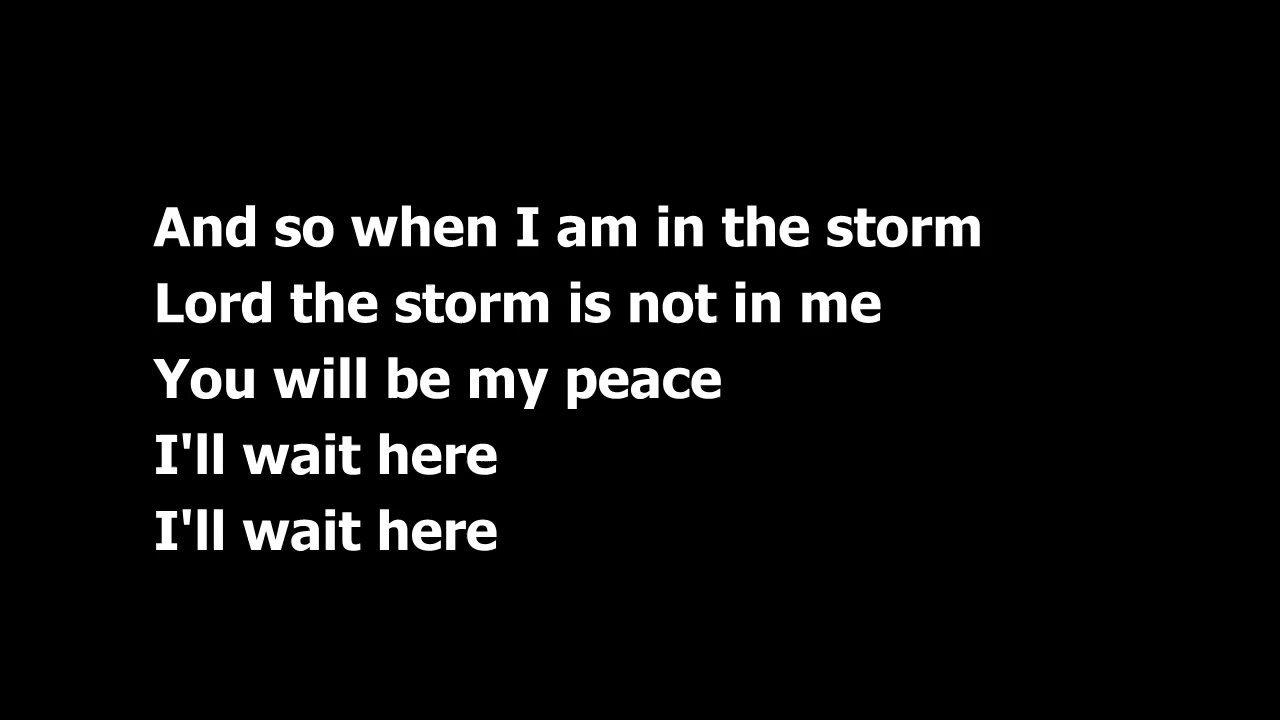 And so when I am in the storm
Lord the storm is not in me
You will be my peace
I'll wait here
I'll wait here